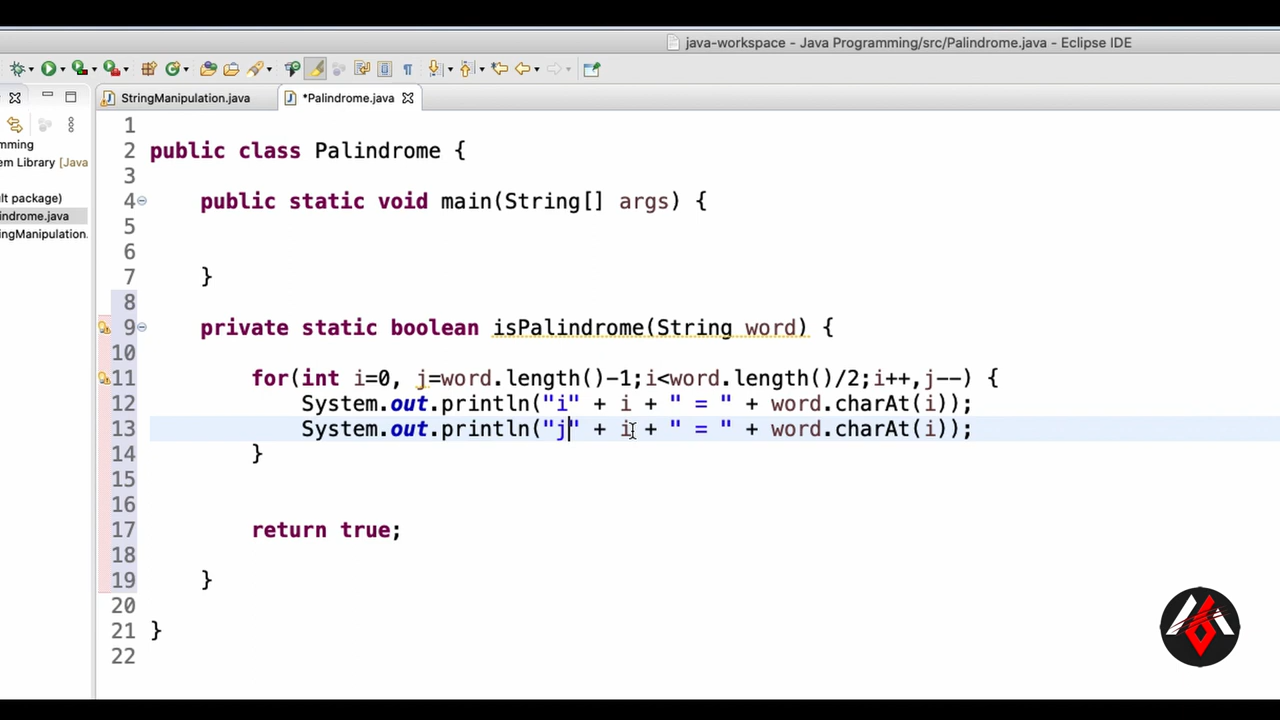 java-workspace - Java Programming/src/Palindrome.java - Eclipse IDE
StringManipulation.java
*Palindrome.java
mming
em Library [Java
lt package)
indrome.java
ingManipulation.
1
2 public class Palindrome {
3
4 public static void main(String[] args) {
5
6
7 }
8
9 private static boolean isPalindrome(String word) {
10
11 for(int i=0, j=word.length()-1;i<word.length()/2;i++,j--) {
12 System.out.println("i" + i + " = " + word.charAt(i));
13 System.out.println("j" + i + " = " + word.charAt(i));
14 }
15
16
17 return true;
18
19 }
20
21 }
22